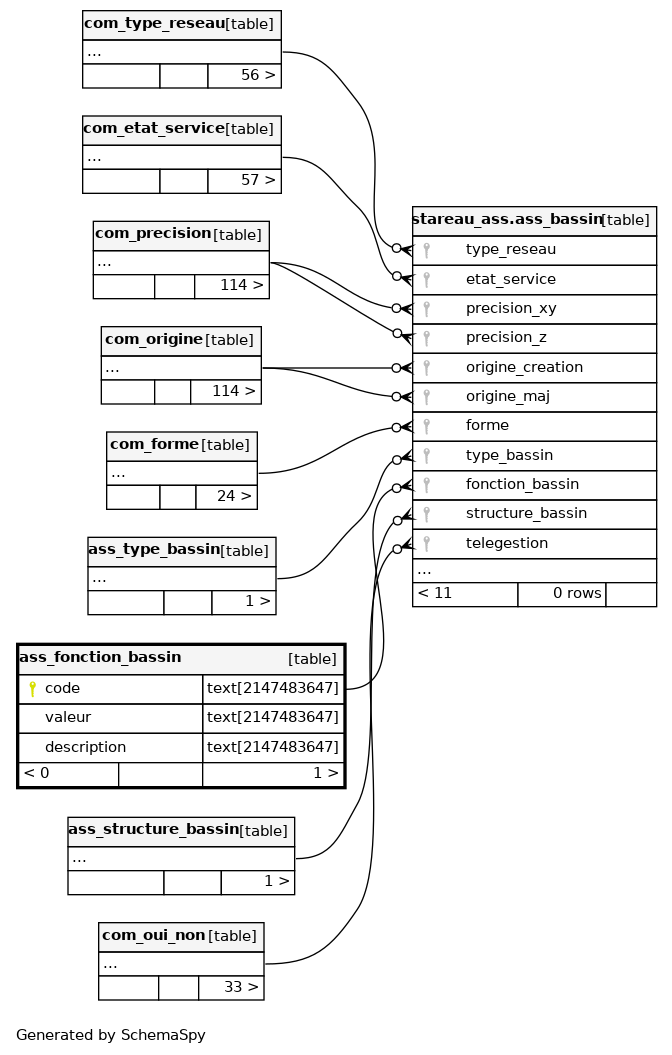 com_type_reseau [table]
...
56 >
com_etat_service [table]
...
57 >
com_precision [table]
...
114 >
com_origine [table]
...
114 >
com_forme [table]
...
24 >
ass_type_bassin [table]
...
1 >
ass_fonction_bassin [table]
code text[2147483647]
valeur text[2147483647]
description text[2147483647]
< 0 1 >
ass_structure_bassin [table]
...
1 >
com_oui_non [table]
...
33 >
stareau_ass.ass_bassin [table]
type_reseau
etat_service
precision_xy
precision_z
origine_creation
origine_maj
forme
type_bassin
fonction_bassin
structure_bassin
telegestion
...
< 11 0 rows
Generated by SchemaSpy